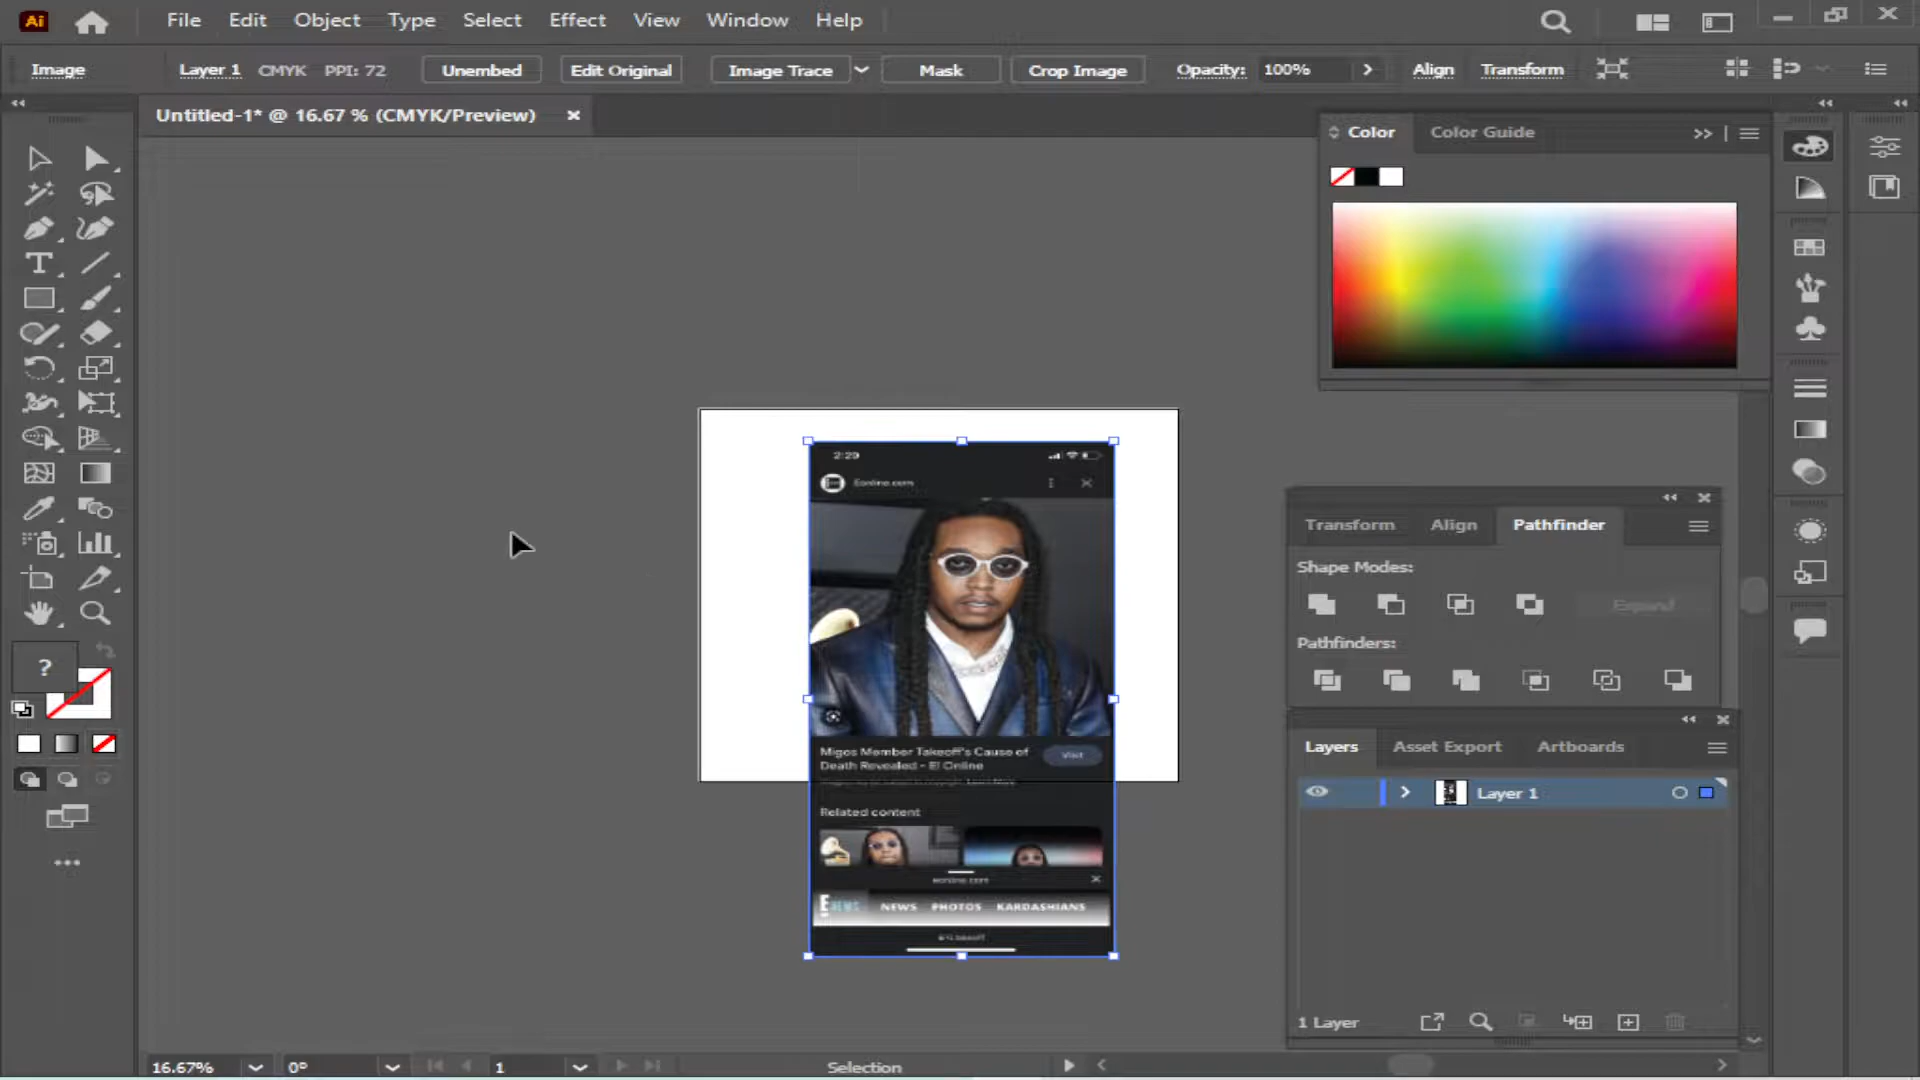 Ai File Edit Object Type Select Effect View Window Help
Image Layer 1 CMYK PPI: 72 Unembed Edit Original Image Trace Mask Crop Image Opacity: 100% Align Transform
Untitled-1* @ 16.67 % (CMYK/Preview)
Color Color Guide
2:29
Eonline.com
Migos Member Takeoff's Cause of
Death Revealed - E! Online
Visit
Related content
eonline.com
E NEWS NEWS PHOTOS KARDASHIANS
Transform Align Pathfinder
Shape Modes:
Expand
Pathfinders:
?
Layers Asset Export Artboards
Layer 1
1 Layer
16.67% 0° 1 Selection